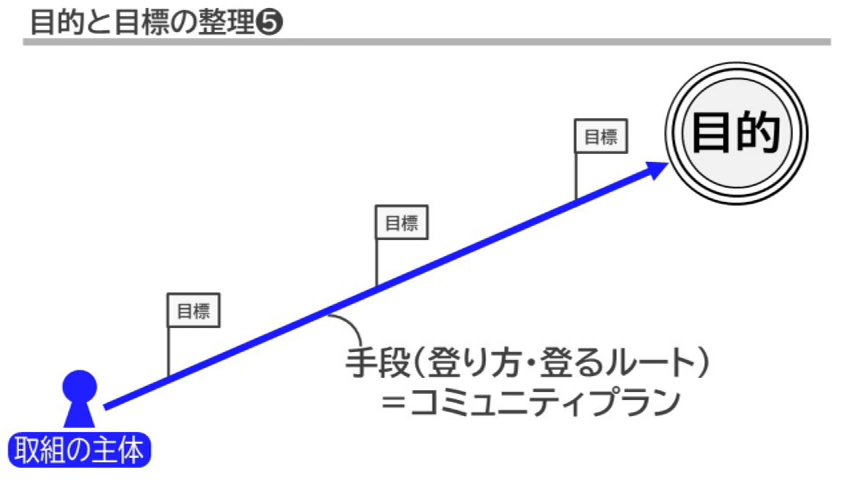 目的と目標の整理❺
目的
目標
目標
目標
手段(登り方・登るルート)
＝コミュニティプラン
取組の主体